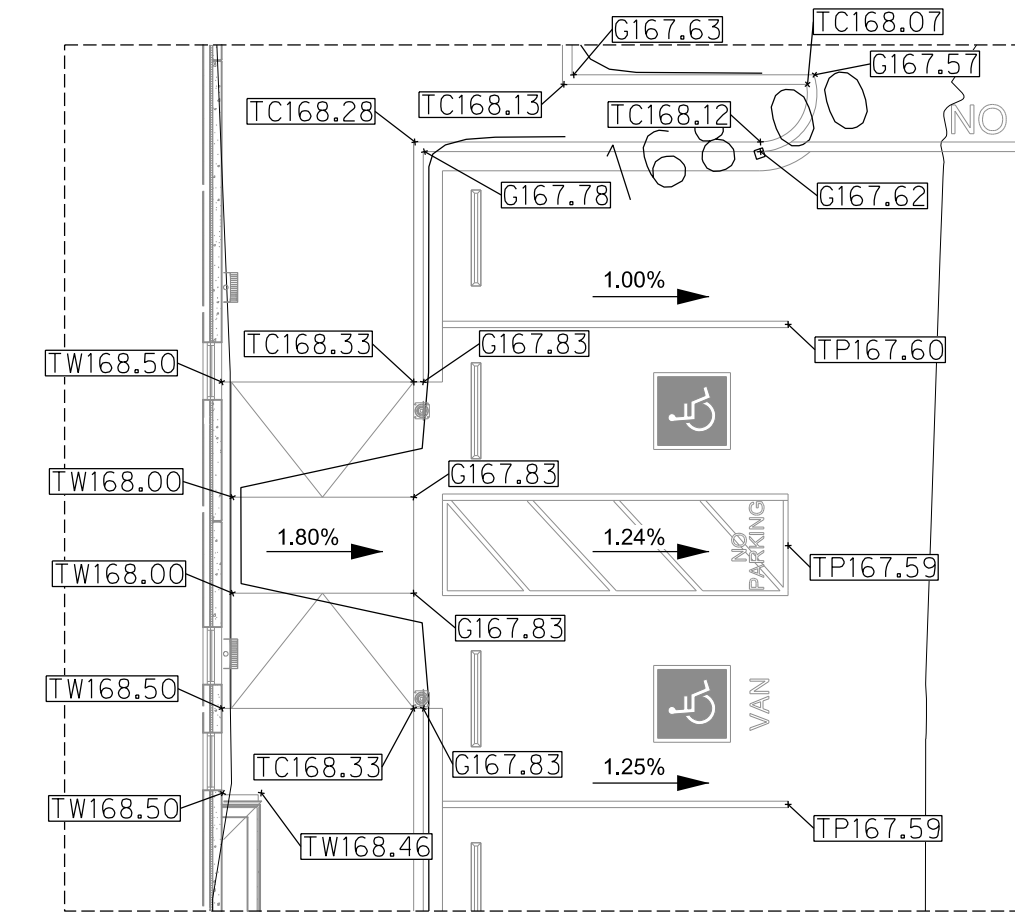 G167.63
TC168.07
G167.57
TC168.13
TC168.28
TC168.12
NO
G167.78
G167.62
1.00%
TC168.33
G167.83
TP167.60
TW168.50
TW168.00
G167.83
1.80%
1.24%
NO
PARKING
TP167.59
TW168.00
G167.83
TW168.50
VAN
TC168.33
G167.83
1.25%
TW168.50
TP167.59
TW168.46